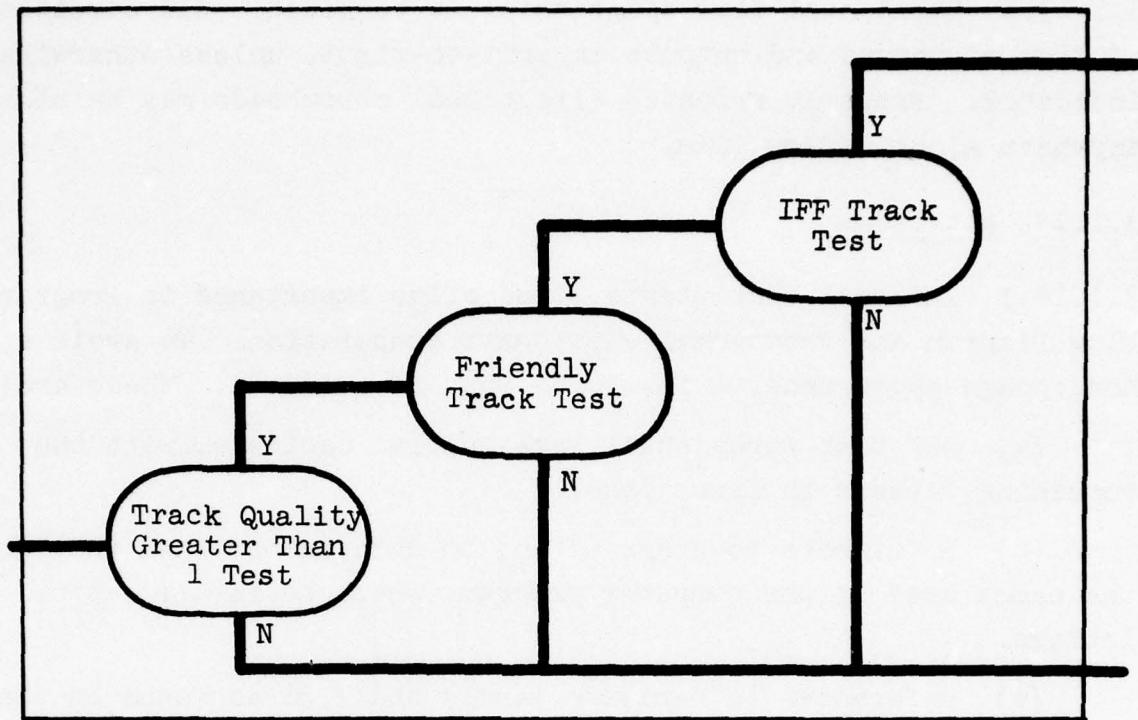 Y
IFF Track
Test
Y
N
Friendly
Track Test
Y
N
Track Quality
Greater Than
1 Test
N